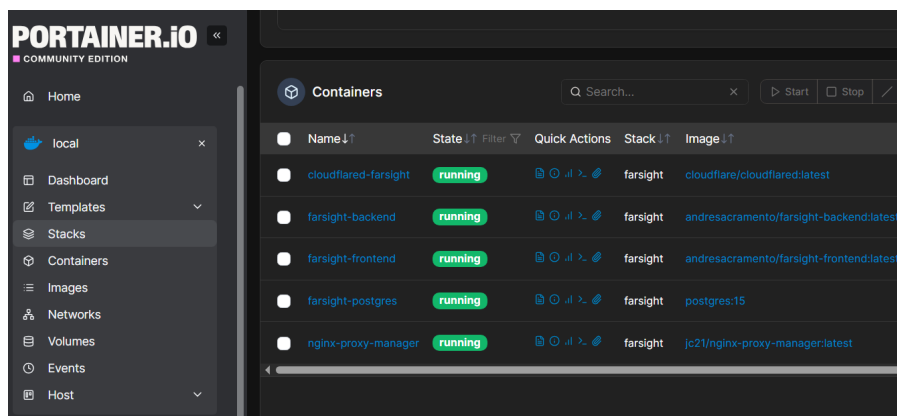 PORTAINER.iO «
COMMUNITY EDITION
Home
local ×
Dashboard
Templates
Stacks
Containers
Images
Networks
Volumes
Events
Host
Containers Search... × Start Stop
Name↓↑ State↓↑ Filter Quick Actions Stack↓↑ Image↓↑
cloudflared-farsight running farsight cloudflare/cloudflared:latest
farsight-backend running farsight andresacramento/farsight-backend:latest
farsight-frontend running farsight andresacramento/farsight-frontend:latest
farsight-postgres running farsight postgres:15
nginx-proxy-manager running farsight jc21/nginx-proxy-manager:latest